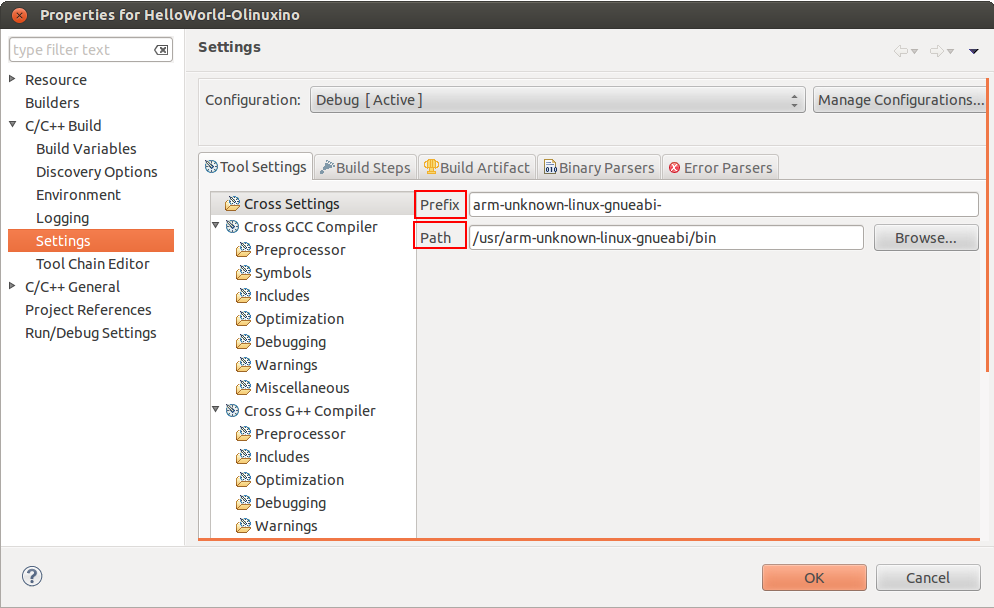 Properties for HelloWorld-Olinuxino
type filter text
Resource
Builders
C/C++ Build
Build Variables
Discovery Options
Environment
Logging
Settings
Tool Chain Editor
C/C++ General
Project References
Run/Debug Settings
Settings
Configuration: Debug [ Active ] Manage Configurations...
Tool Settings Build Steps Build Artifact Binary Parsers Error Parsers
Cross Settings
Cross GCC Compiler
Preprocessor
Symbols
Includes
Optimization
Debugging
Warnings
Miscellaneous
Cross G++ Compiler
Preprocessor
Includes
Optimization
Debugging
Warnings
Prefix arm-unknown-linux-gnueabi-
Path /usr/arm-unknown-linux-gnueabi/bin Browse...
? OK Cancel